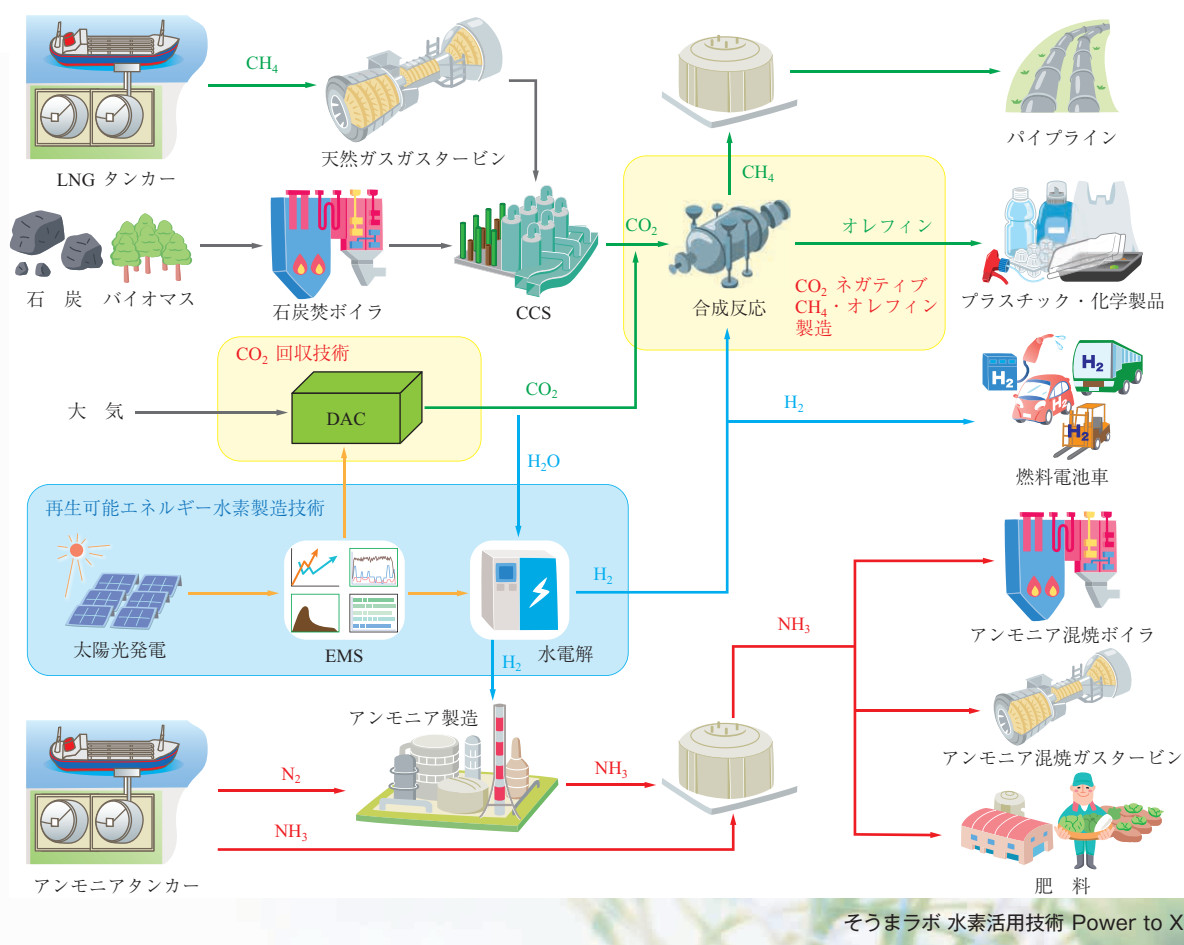 CH₄
天然ガスガスタービン
LNG タンカー
パイプライン
CH₄
石 炭
バイオマス
石炭焚ボイラ
CCS
CO₂
合成反応
オレフィン
CO₂ ネガティブ
CH₄・オレフィン
製造
プラスチック・化学製品
CO₂ 回収技術
大 気
DAC
CO₂
H₂O
H₂
H₂
H₂
H₂
H₂
燃料電池車
再生可能エネルギー水素製造技術
太陽光発電
EMS
水電解
H₂
H₂
NH₃
アンモニア混焼ボイラ
アンモニア製造
アンモニア混焼ガスタービン
N₂
NH₃
NH₃
アンモニアタンカー
肥 料
そうまラボ 水素活用技術 Power to X